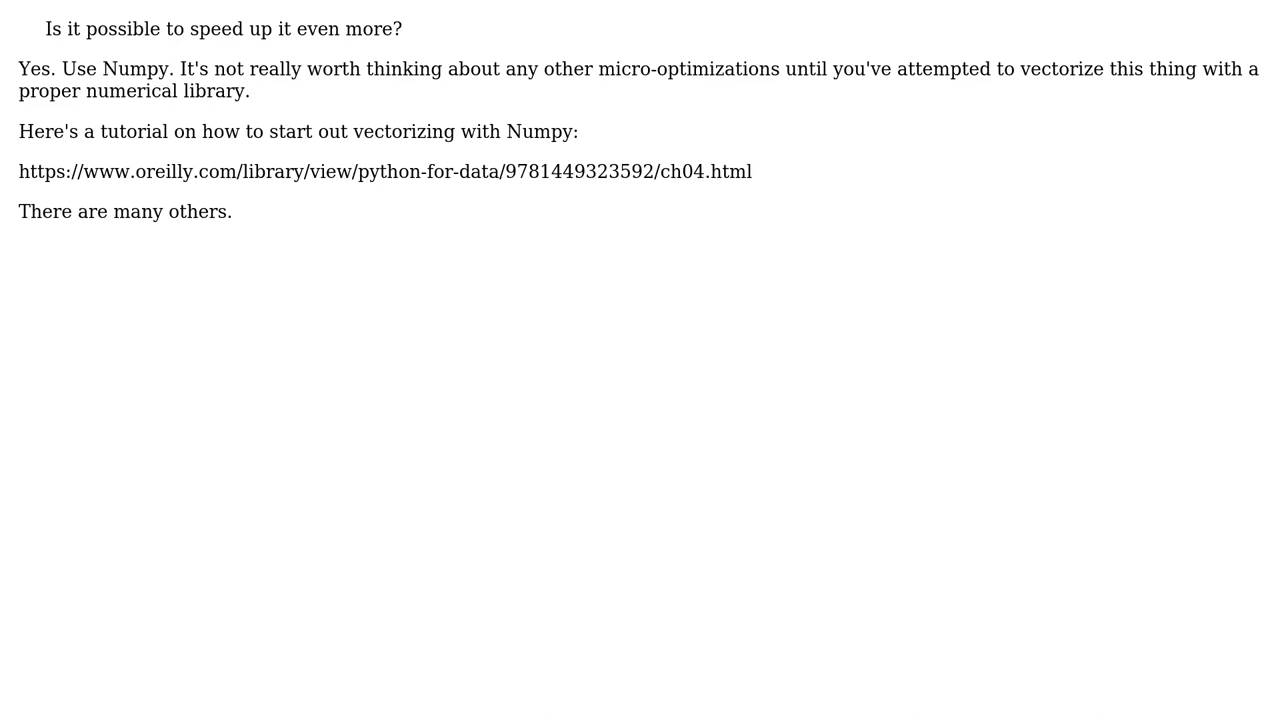 Is it possible to speed up it even more?
Yes. Use Numpy. It's not really worth thinking about any other micro-optimizations until you've attempted to vectorize this thing with a
proper numerical library.
Here's a tutorial on how to start out vectorizing with Numpy:
https://www.oreilly.com/library/view/python-for-data/9781449323592/ch04.html
There are many others.